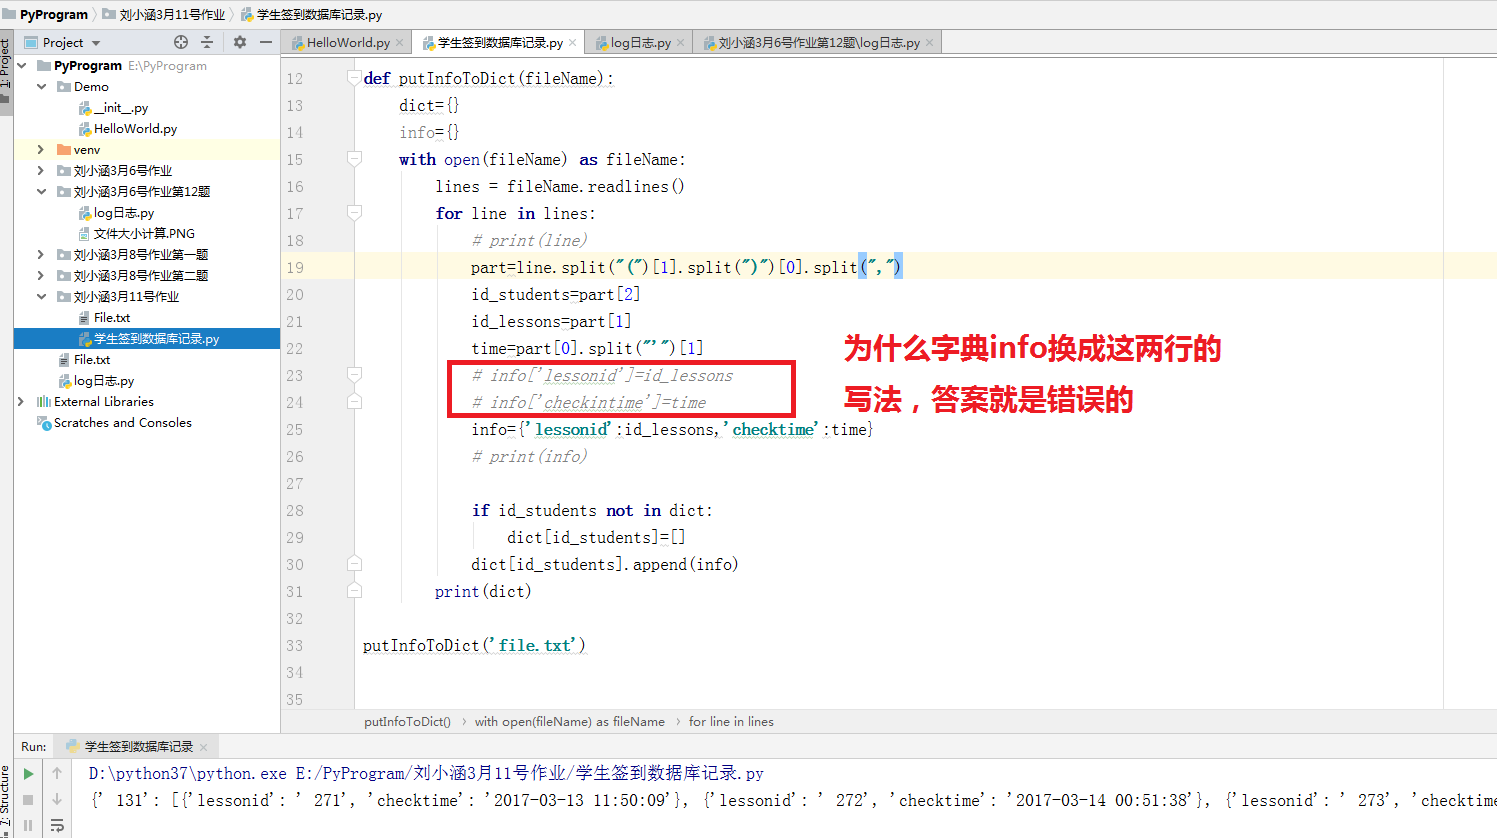 PyProgram 刘小涵3月11号作业 学生签到数据库记录.py
Project
HelloWorld.py 学生签到数据库记录.py log日志.py 刘小涵3月6号作业第12题\log日志.py
1: Project
PyProgram E:\PyProgram
Demo
__init__.py
HelloWorld.py
venv
刘小涵3月6号作业
刘小涵3月6号作业第12题
log日志.py
文件大小计算.PNG
刘小涵3月8号作业第一题
刘小涵3月8号作业第二题
刘小涵3月11号作业
File.txt
学生签到数据库记录.py
File.txt
log日志.py
External Libraries
Scratches and Consoles
12 def putInfoToDict(fileName):
13 dict={}
14 info={}
15 with open(fileName) as fileName:
16 lines = fileName.readlines()
17 for line in lines:
18 # print(line)
19 part=line.split("(")[1].split(")")[0].split(",")
20 id_students=part[2]
21 id_lessons=part[1]
22 time=part[0].split("'")[1]
23 # info['lessonid']=id_lessons
24 # info['checkintime']=time
25 info={'lessonid':id_lessons,'checktime':time}
26 # print(info)
27
28 if id_students not in dict:
29 dict[id_students]=[]
30 dict[id_students].append(info)
31 print(dict)
32
33 putInfoToDict('file.txt')
34
35
为什么字典info换成这两行的
写法，答案就是错误的
putInfoToDict() with open(fileName) as fileName for line in lines
Run: 学生签到数据库记录
7: Structure
D:\python37\python.exe E:/PyProgram/刘小涵3月11号作业/学生签到数据库记录.py
{' 131': [{'lessonid': ' 271', 'checktime': '2017-03-13 11:50:09'}, {'lessonid': ' 272', 'checktime': '2017-03-14 00:51:38'}, {'lessonid': ' 273', 'checktime